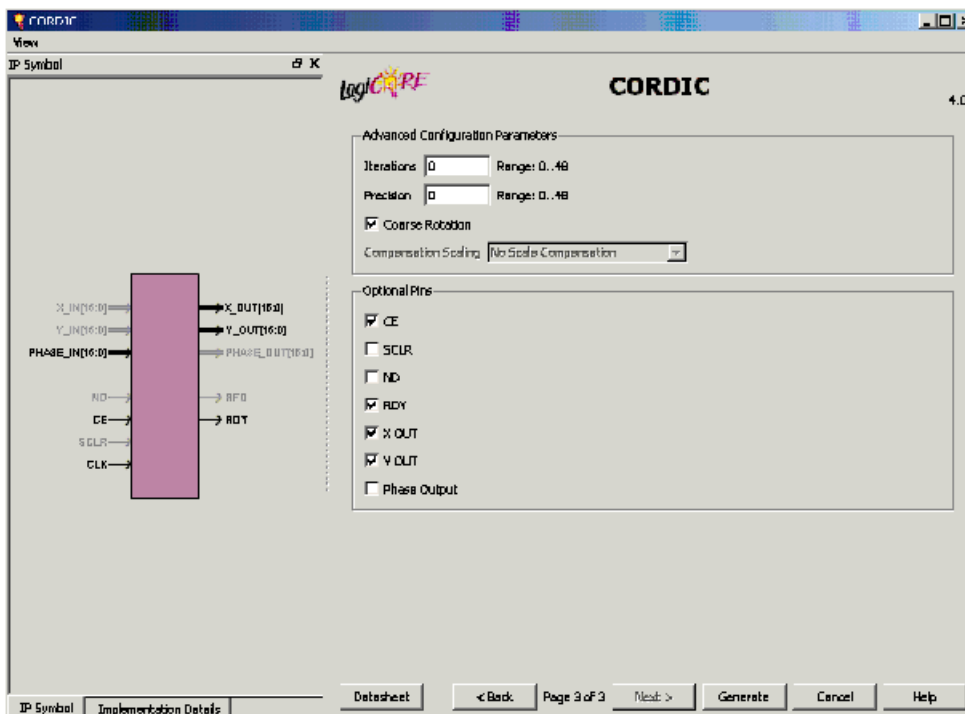 CORDIC
View
IP Symbol
LogiCORE
CORDIC
4.0
Advanced Configuration Parameters
Iterations 0 Range: 0..48
Precision 0 Range: 0..48
Coarse Rotation
Compensation Scaling No Scale Compensation
Optional Pins
CE
SCLR
ND
RDY
X OUT
Y OUT
Phase Output
X_IN[16:0]
Y_IN[16:0]
PHASE_IN[16:0]
ND
CE
SCLR
CLK
X_OUT[16:0]
Y_OUT[16:0]
PHASE_OUT[16:0]
RFD
RDY
IP Symbol Implementation Details
Datasheet < Back Page 3 of 3 Next > Generate Cancel Help